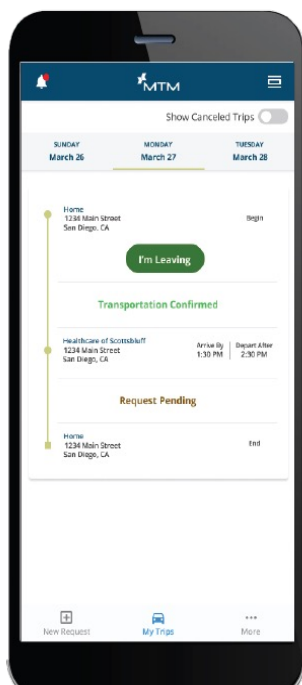 MTM
Show Canceled Trips
SUNDAY
March 26
MONDAY
March 27
TUESDAY
March 28
Home
1234 Main Street
San Diego, CA
Begin
I'm Leaving
Transportation Confirmed
Healthcare of Scottsbluff
1234 Main Street
San Diego, CA
Arrive By
1:30 PM
Depart After
2:30 PM
Request Pending
Home
1234 Main Street
San Diego, CA
End
New Request
My Trips
More